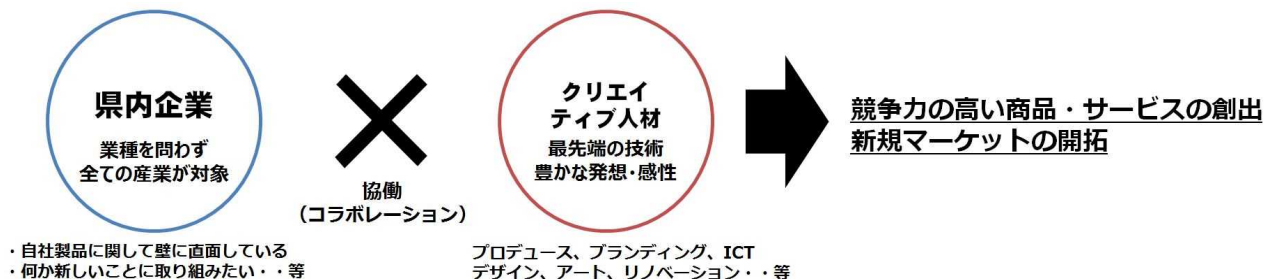 県内企業
業種を問わず
全ての産業が対象
・自社製品に関して壁に直面している
・何か新しいことに取り組みたい・・等
協働
（コラボレーション）
クリエイ
ティブ人材
最先端の技術
豊かな発想・感性
プロデュース、ブランディング、ICT
デザイン、アート、リノベーション・・等
競争力の高い商品・サービスの創出
新規マーケットの開拓